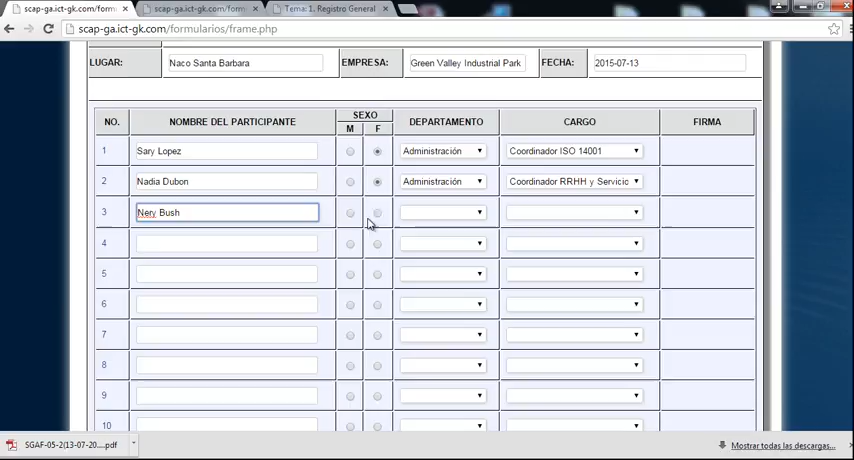 scap-ga.ict-gk.com/formu
scap-ga.ict-gk.com/form
Tema: 1. Registro General
scap-ga.ict-gk.com/formularios/frame.php
LUGAR: Naco Santa Barbara EMPRESA: Green Valley Industrial Park FECHA: 2015-07-13
NO. NOMBRE DEL PARTICIPANTE SEXO DEPARTAMENTO CARGO FIRMA
M F
1 Sary Lopez Administración Coordinador ISO 14001
2 Nadia Dubon Administración Coordinador RRHH y Servicio
3 Nery Bush
4
5
6
7
8
9
10
SGAF-05-2(13-07-20....pdf
Mostrar todas las descargas...